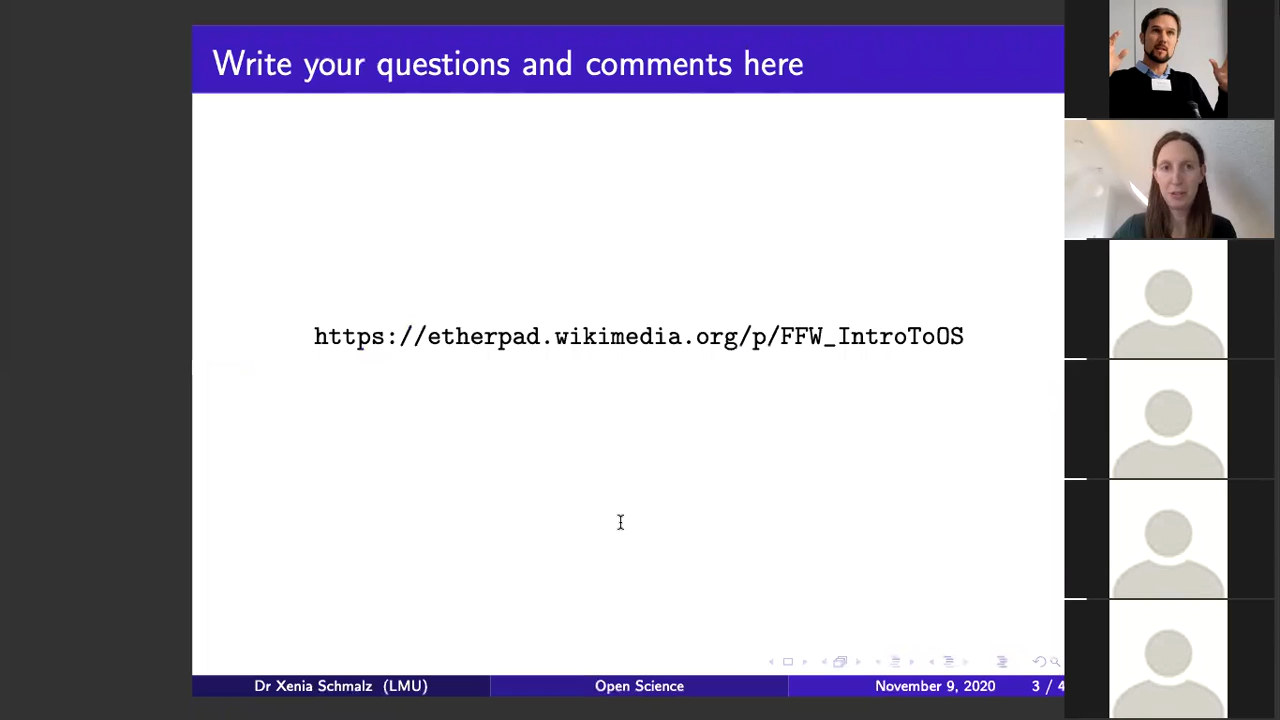 Write your questions and comments here
https://etherpad.wikimedia.org/p/FFW_IntroToOS
Dr Xenia Schmalz (LMU)
Open Science
November 9, 2020
3 / 4